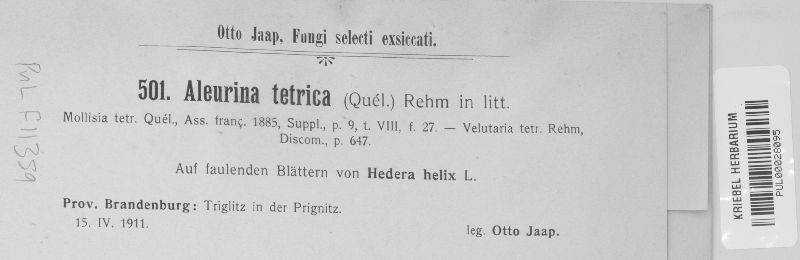 Otto Jaap, Fungi selecti exsiccati.
501. Aleurina tetrica (Quél.) Rehm in litt.
Mollisia tetr. Quél., Ass. franç. 1885, Suppl., p. 9, t. VIII, f. 27. — Velutaria tetr. Rehm,
Discom., p. 647.
Auf faulenden Blättern von Hedera helix L.
Prov. Brandenburg: Triglitz in der Prignitz.
15. IV. 1911.
leg. Otto Jaap.
PUL F11359
KRIEBEL HERBARIUM
PUL00028095